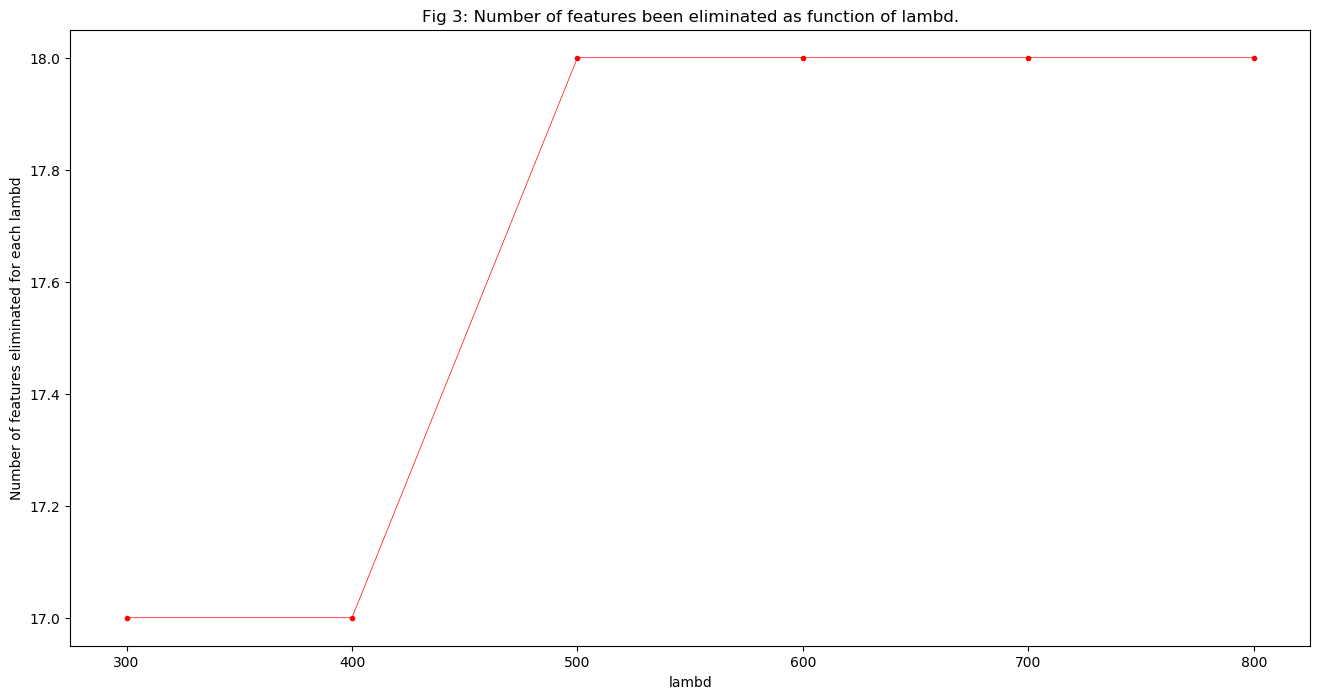 Fig 3: Number of features been eliminated as function of lambd.
Number of features eliminated for each lambd
18.0
17.8
17.6
17.4
17.2
17.0
300 400 500 600 700 800
lambd